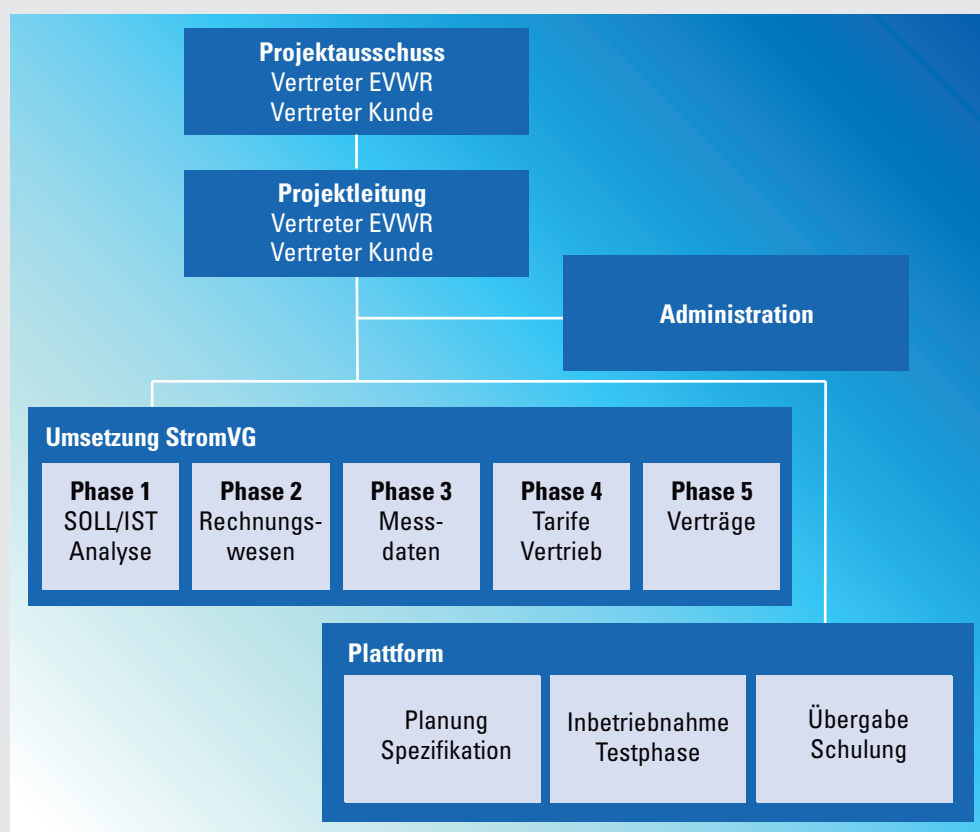 Projektausschuss
Vertreter EVWR
Vertreter Kunde
Projektleitung
Vertreter EVWR
Vertreter Kunde
Administration
Umsetzung StromVG
Phase 1
SOLL/IST
Analyse
Phase 2
Rechnungs-
wesen
Phase 3
Mess-
daten
Phase 4
Tarife
Vertrieb
Phase 5
Verträge
Plattform
Planung
Spezifikation
Inbetriebnahme
Testphase
Übergabe
Schulung